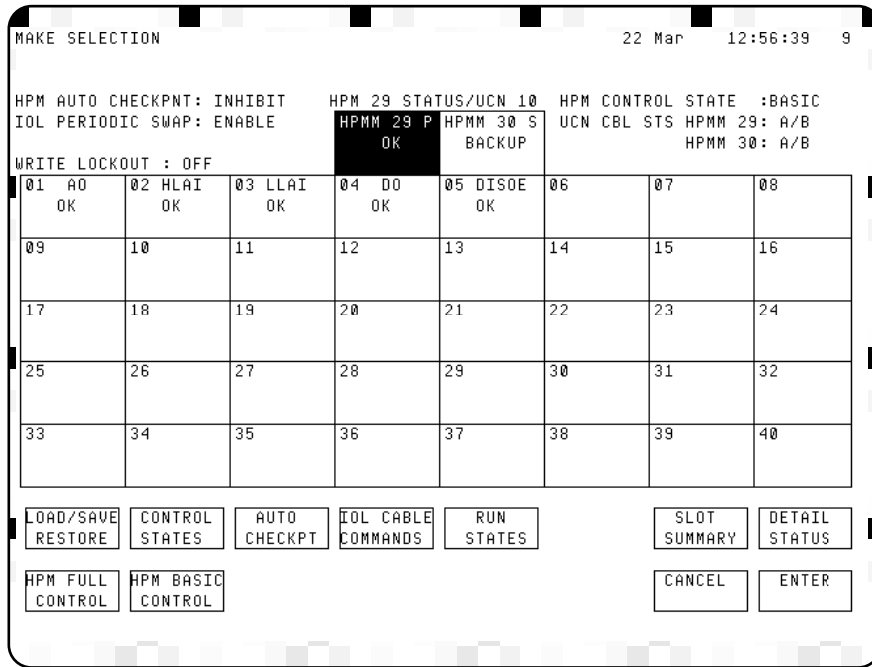 MAKE SELECTION 22 Mar 12:56:39 9
HPM AUTO CHECKPNT: INHIBIT HPM 29 STATUS/UCN 10 HPM CONTROL STATE :BASIC
IOL PERIODIC SWAP: ENABLE HPMM 29 P HPMM 30 S UCN CBL STS HPMM 29: A/B
OK BACKUP HPMM 30: A/B
WRITE LOCKOUT : OFF
01 AO 02 HLAI 03 LLAI 04 DO 05 DISOE 06 07 08
OK OK OK OK OK
09 10 11 12 13 14 15 16
17 18 19 20 21 22 23 24
25 26 27 28 29 30 31 32
33 34 35 36 37 38 39 40
LOAD/SAVE CONTROL AUTO IOL CABLE RUN SLOT DETAIL
RESTORE STATES CHECKPT COMMANDS STATES SUMMARY STATUS
HPM FULL HPM BASIC CANCEL ENTER
CONTROL CONTROL